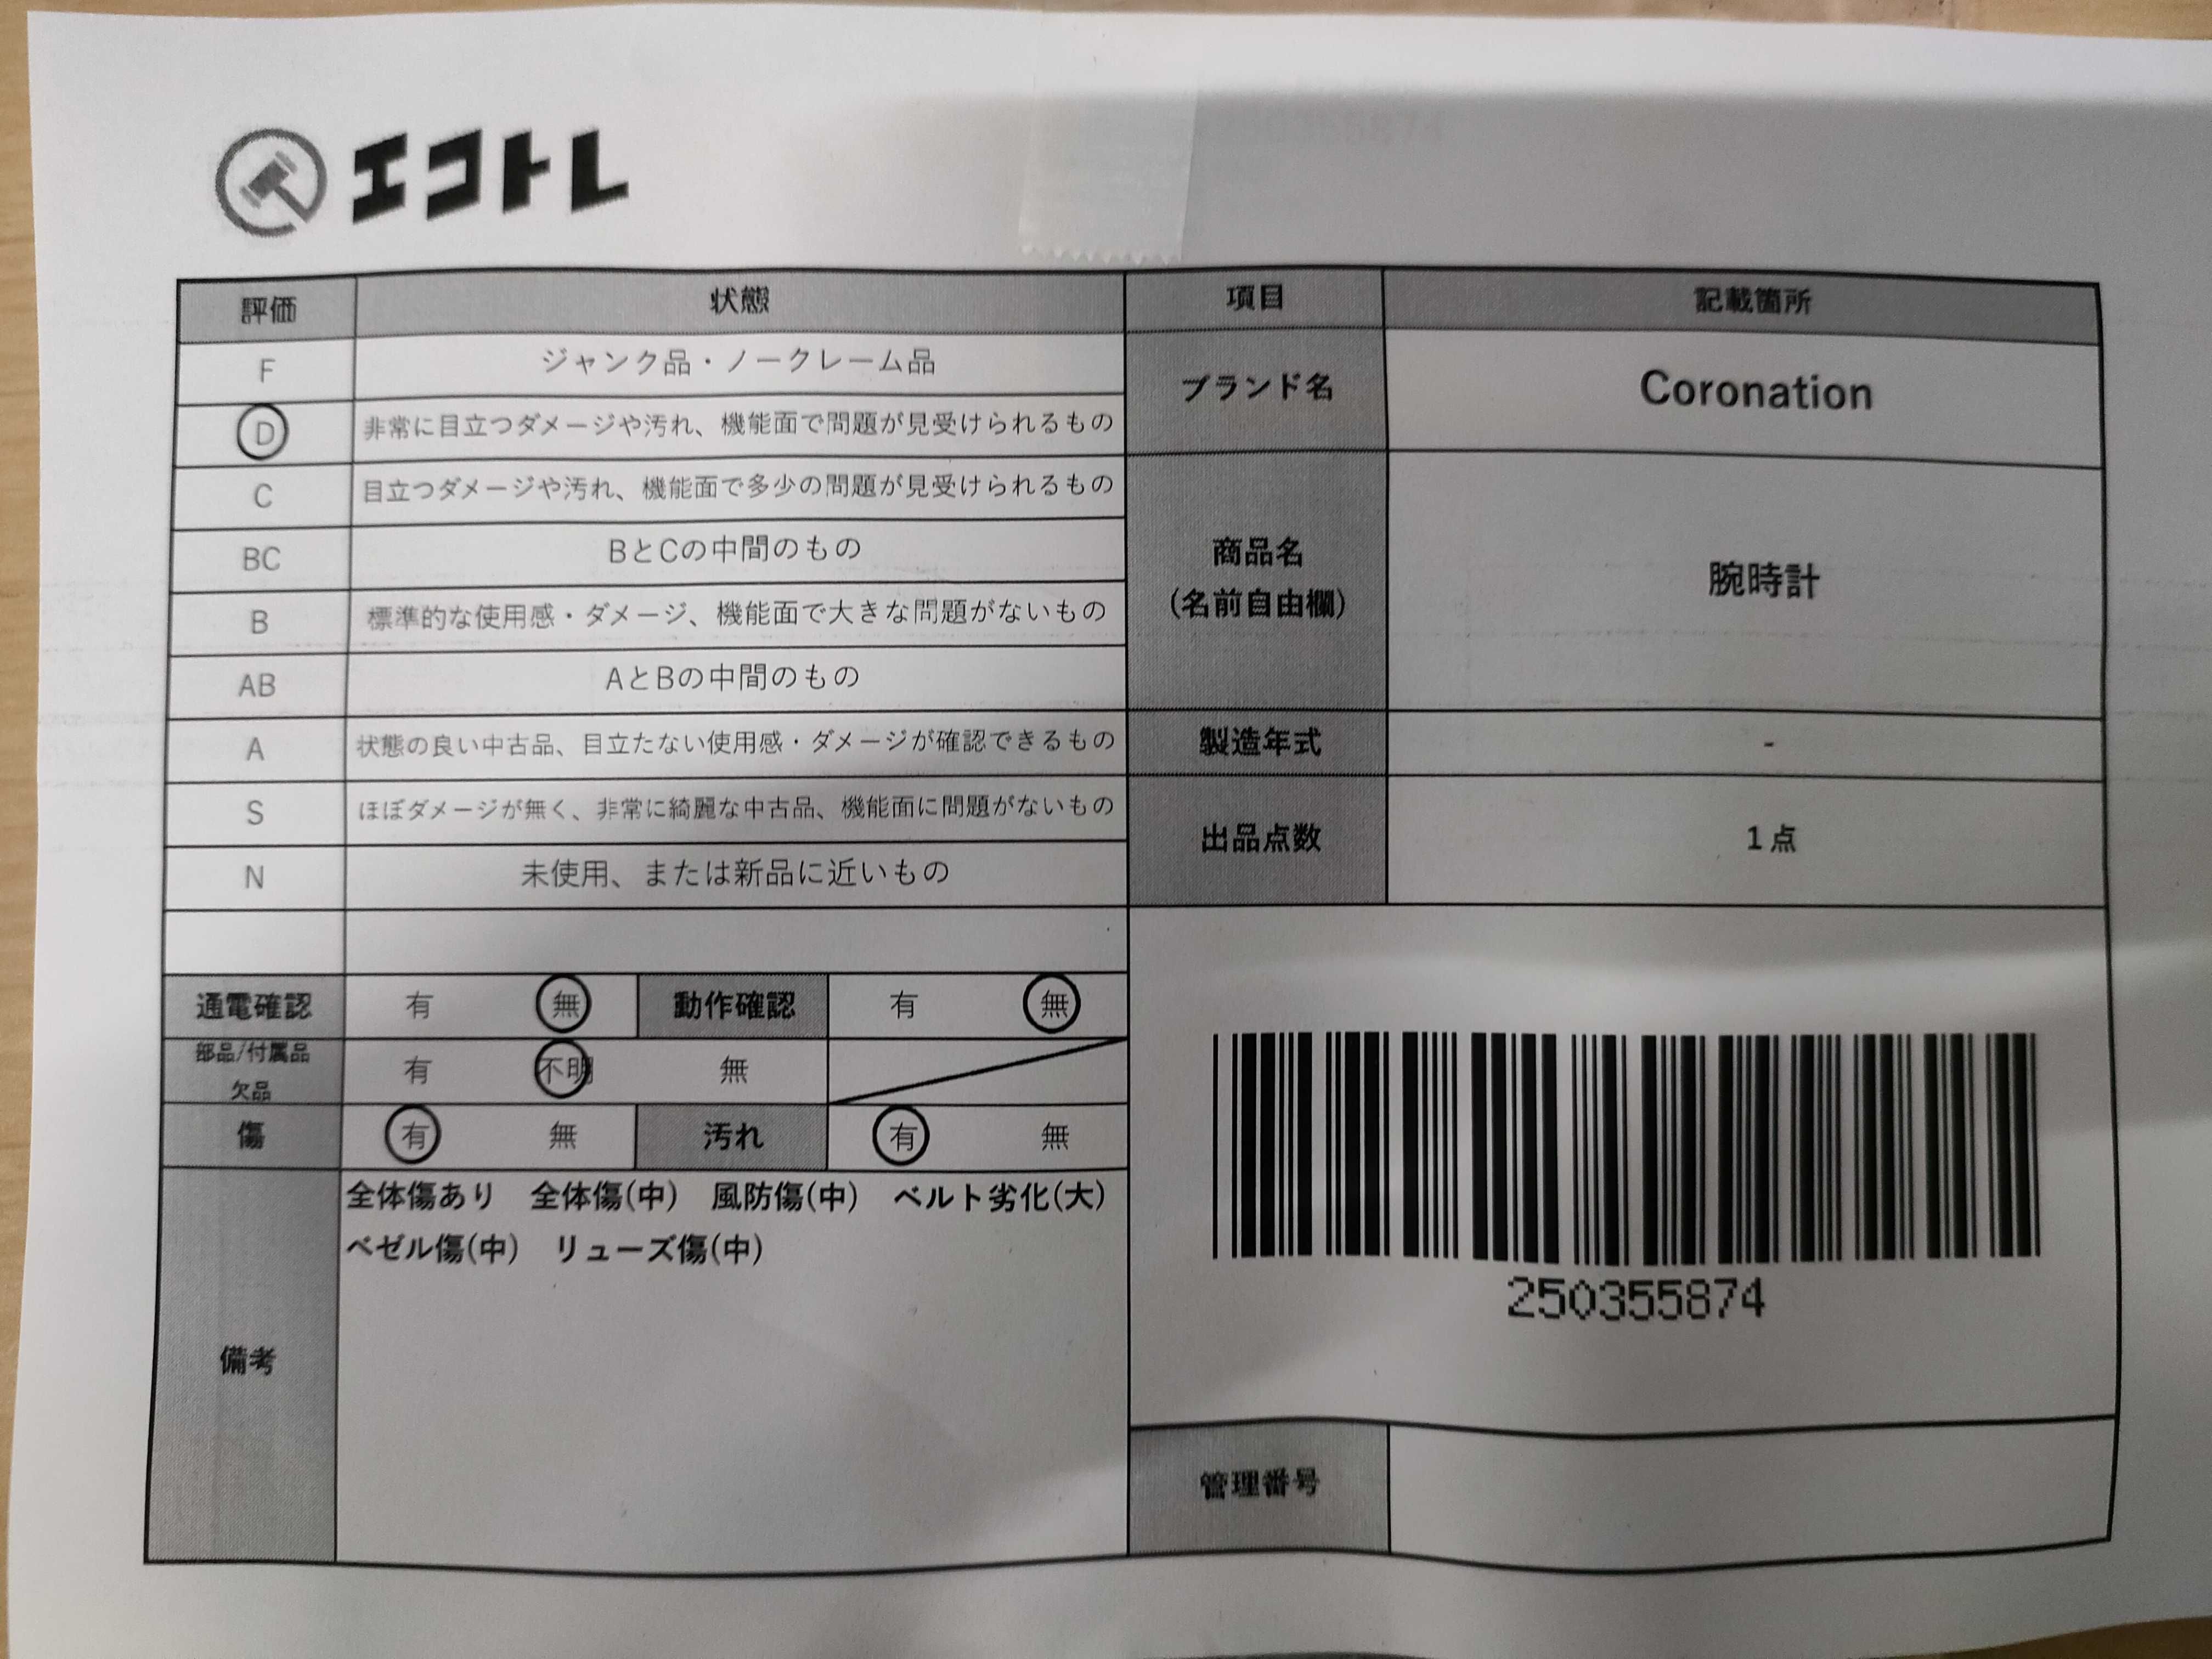 エコトレ
評価 状態 項目 記載箇所
F ジャンク品・ノークレーム品
D 非常に目立つダメージや汚れ、機能面で問題が見受けられるもの
ブランド名 Coronation
C 目立つダメージや汚れ、機能面で多少の問題が見受けられるもの
BC BとCの中間のもの
B 標準的な使用感・ダメージ、機能面で大きな問題がないもの
商品名
(名前自由欄)
腕時計
AB AとBの中間のもの
A 状態の良い中古品、目立たない使用感・ダメージが確認できるもの
製造年式 -
S ほぼダメージが無く、非常に綺麗な中古品、機能面に問題がないもの
出品点数 1点
N 未使用、または新品に近いもの
通電確認 有 無 動作確認 有 無
部品/付属品
欠品
有 不明 無
傷 有 無 汚れ 有 無
備考
全体傷あり 全体傷(中) 風防傷(中) ベルト劣化(大)
ベゼル傷(中) リューズ傷(中)
250355874
管理番号